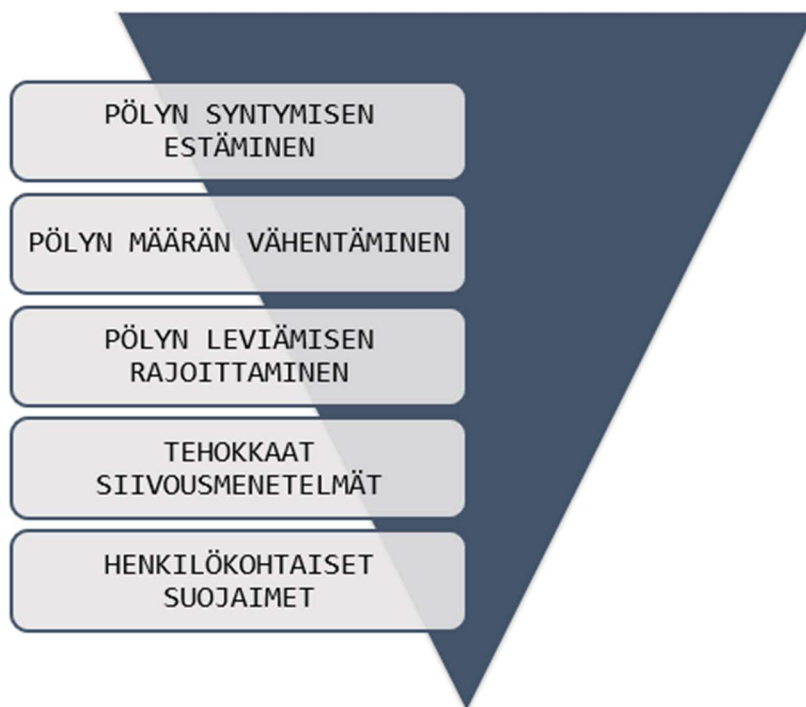 PÖLYN SYNTYMISEN
ESTÄMINEN
PÖLYN MÄÄRÄN VÄHENTÄMINEN
PÖLYN LEVIÄMISEN
RAJOITTAMINEN
TEHOKKAAT
SIIVOUSMENETELMÄT
HENKILÖKOHTAISET
SUOJAIMET